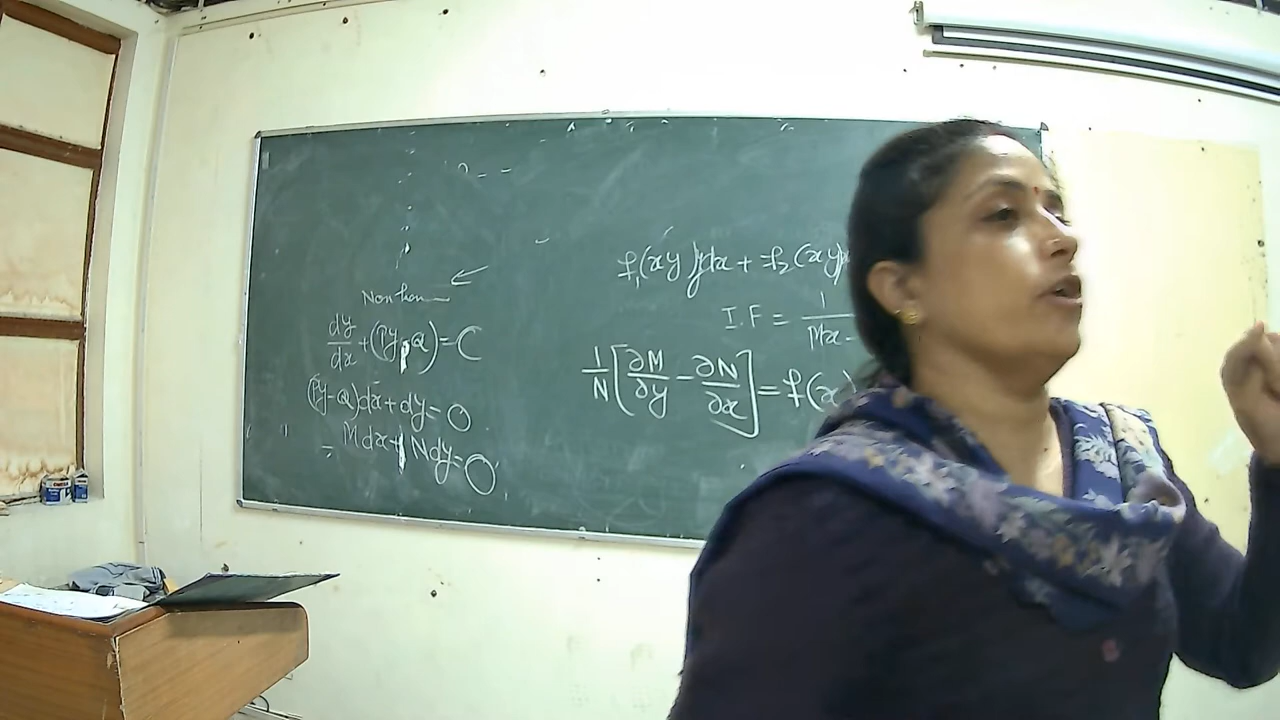 Non hom
dy/dx + (Py, Q) = C
(Py-Q)dx + dy = 0
= Mdx + Ndy = 0
f₁(xy)ydx + f₂(xy)
I.F = 1/Mx-
1/N [∂M/∂y - ∂N/∂x] = f(x)